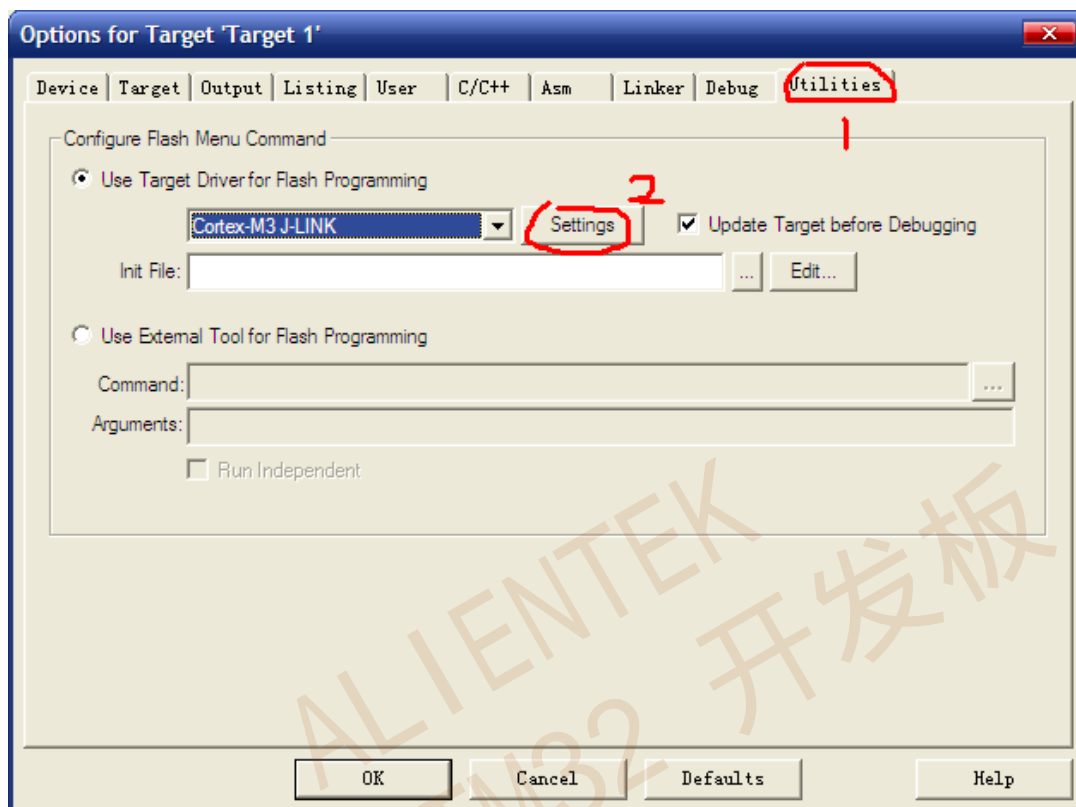 Options for Target 'Target 1'
Device Target Output Listing User C/C++ Asm Linker Debug Utilities
1
Configure Flash Menu Command
Use Target Driver for Flash Programming
2
Cortex-M3 J-LINK Settings Update Target before Debugging
Init File: ... Edit...
Use External Tool for Flash Programming
Command: ...
Arguments:
Run Independent
ALIENTEK
STM32 开发板
OK Cancel Defaults Help